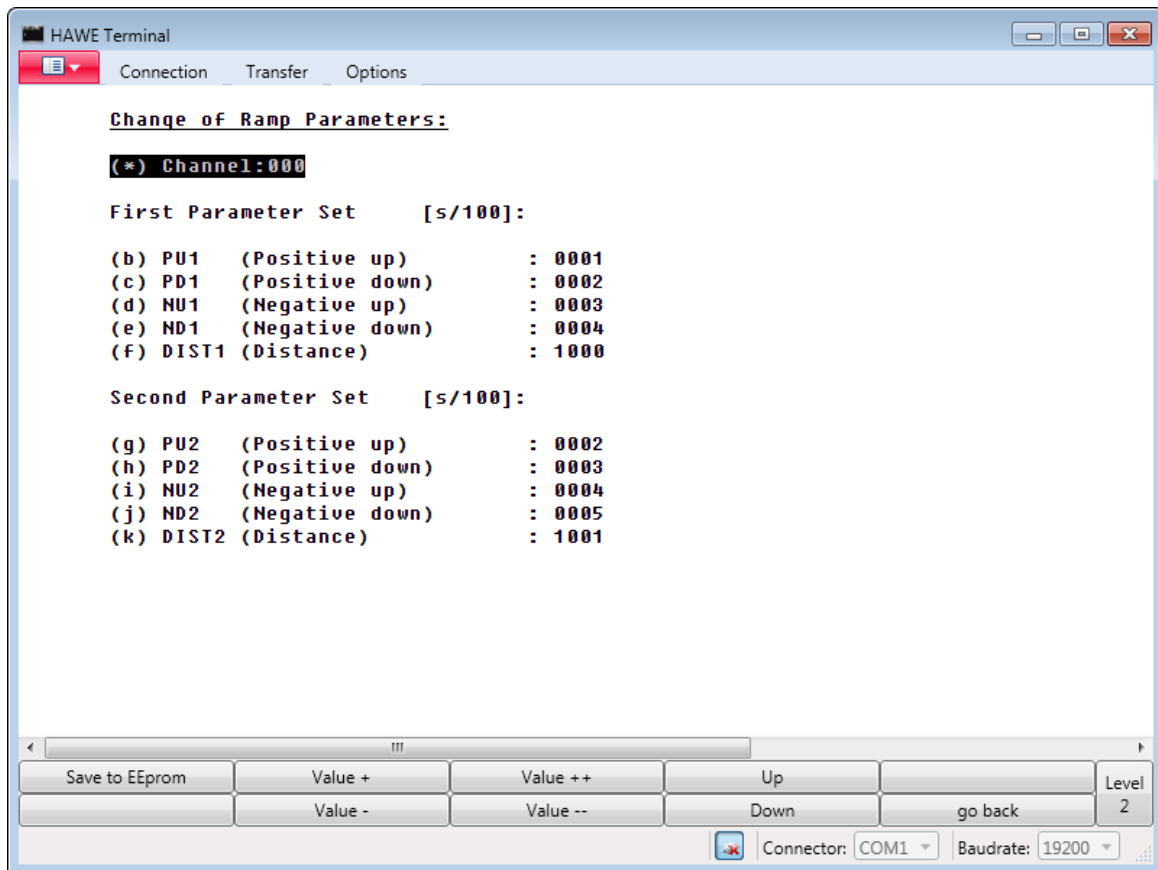 HAWE Terminal
Connection Transfer Options
Change of Ramp Parameters:
(*) Channel:000
First Parameter Set [s/100]:
(b) PU1 (Positive up) : 0001
(c) PD1 (Positive down) : 0002
(d) NU1 (Negative up) : 0003
(e) ND1 (Negative down) : 0004
(f) DIST1 (Distance) : 1000
Second Parameter Set [s/100]:
(g) PU2 (Positive up) : 0002
(h) PD2 (Positive down) : 0003
(i) NU2 (Negative up) : 0004
(j) ND2 (Negative down) : 0005
(k) DIST2 (Distance) : 1001
Save to EEprom Value + Value ++ Up Level
Value - Value -- Down go back 2
Connector: COM1 Baudrate: 19200